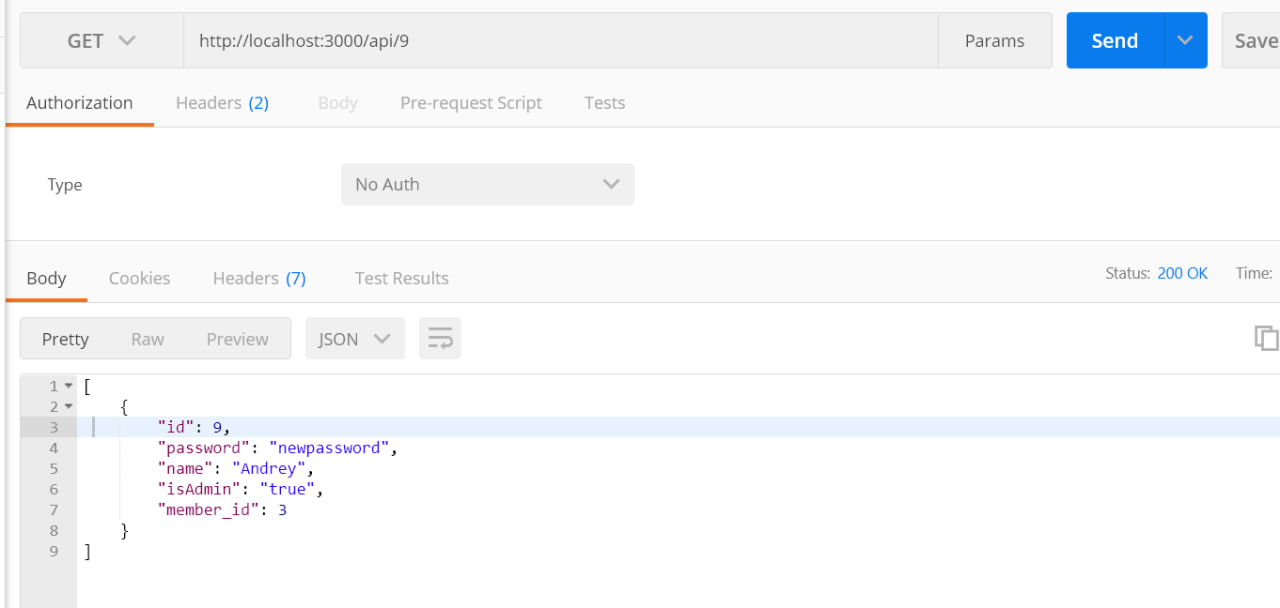 GET http://localhost:3000/api/9 Params Send Save
Authorization Headers (2) Body Pre-request Script Tests
Type No Auth
Body Cookies Headers (7) Test Results Status: 200 OK Time:
Pretty Raw Preview JSON
1 [
2 {
3 "id": 9,
4 "password": "newpassword",
5 "name": "Andrey",
6 "isAdmin": "true",
7 "member_id": 3
8 }
9 ]